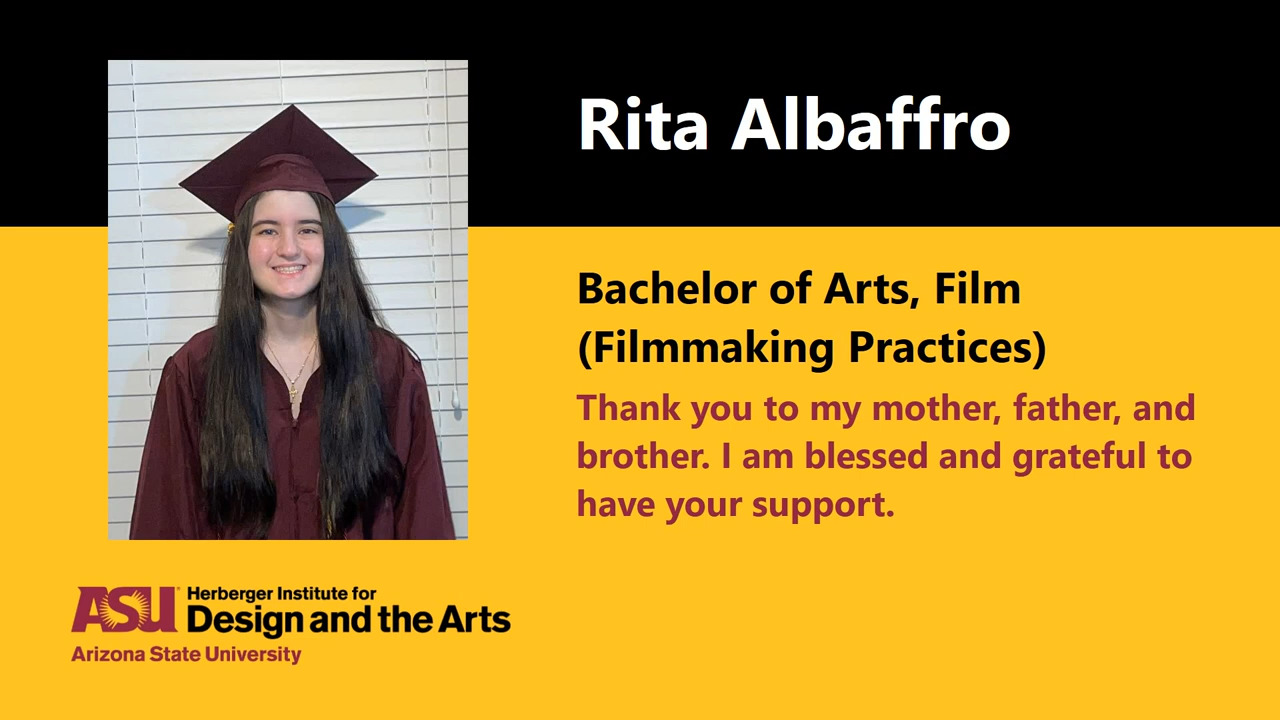 Rita Albaffro
Bachelor of Arts, Film
(Filmmaking Practices)
Thank you to my mother, father, and
brother. I am blessed and grateful to
have your support.
ASU Herberger Institute for
Design and the Arts
Arizona State University